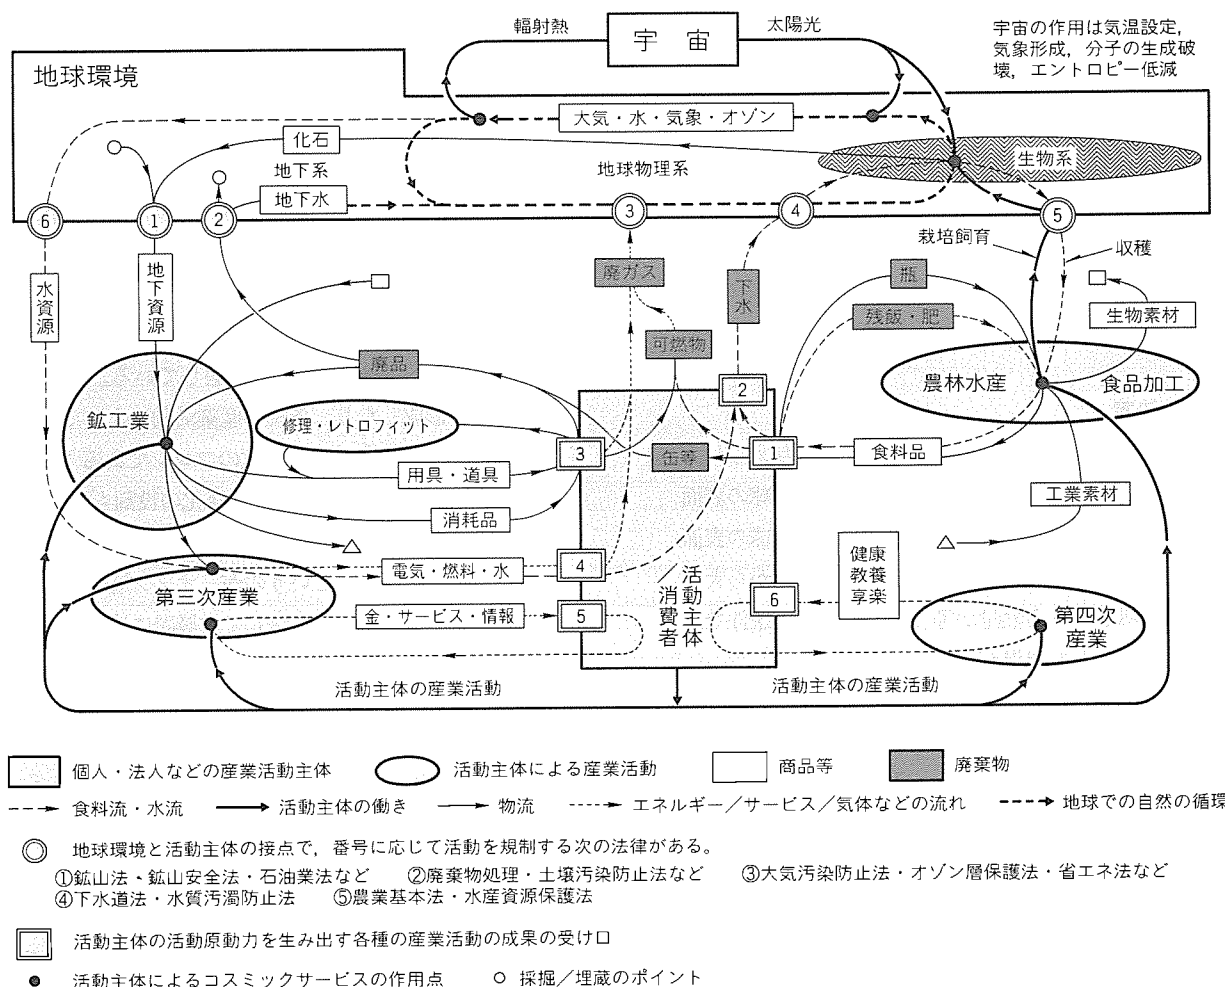 輻射熱
宇 宙
太陽光
宇宙の作用は気温設定,
気象形成, 分子の生成破
壊, エントロピー低減
地球環境
大気・水・気象・オゾン
化石
地下系
地球物理系
生物系
地下水
6
1
2
3
4
5
栽培飼育
収穫
水資源
地下資源
廃ガス
下水
瓶
残飯・肥
生物素材
可燃物
廃品
農林水産
食品加工
鉱工業
2
修理・レトロフィット
3
缶等
1
食料品
用具・道具
工業素材
消耗品
活動主体
/消費者
健康
教養
享楽
4
電気・燃料・水
第三次産業
6
5
金・サービス・情報
第四次
産業
活動主体の産業活動
活動主体の産業活動
個人・法人などの産業活動主体
活動主体による産業活動
商品等
廃棄物
食料流・水流
活動主体の働き
物流
エネルギー/サービス/気体などの流れ
地球での自然の循環
地球環境と活動主体の接点で, 番号に応じて活動を規制する次の法律がある。
①鉱山法・鉱山安全法・石油業法など ②廃棄物処理・土壌汚染防止法など ③大気汚染防止法・オゾン層保護法・省エネ法など
④下水道法・水質汚濁防止法 ⑤農業基本法・水産資源保護法
活動主体の活動原動力を生み出す各種の産業活動の成果の受け口
活動主体によるコスミックサービスの作用点
採掘/埋蔵のポイント